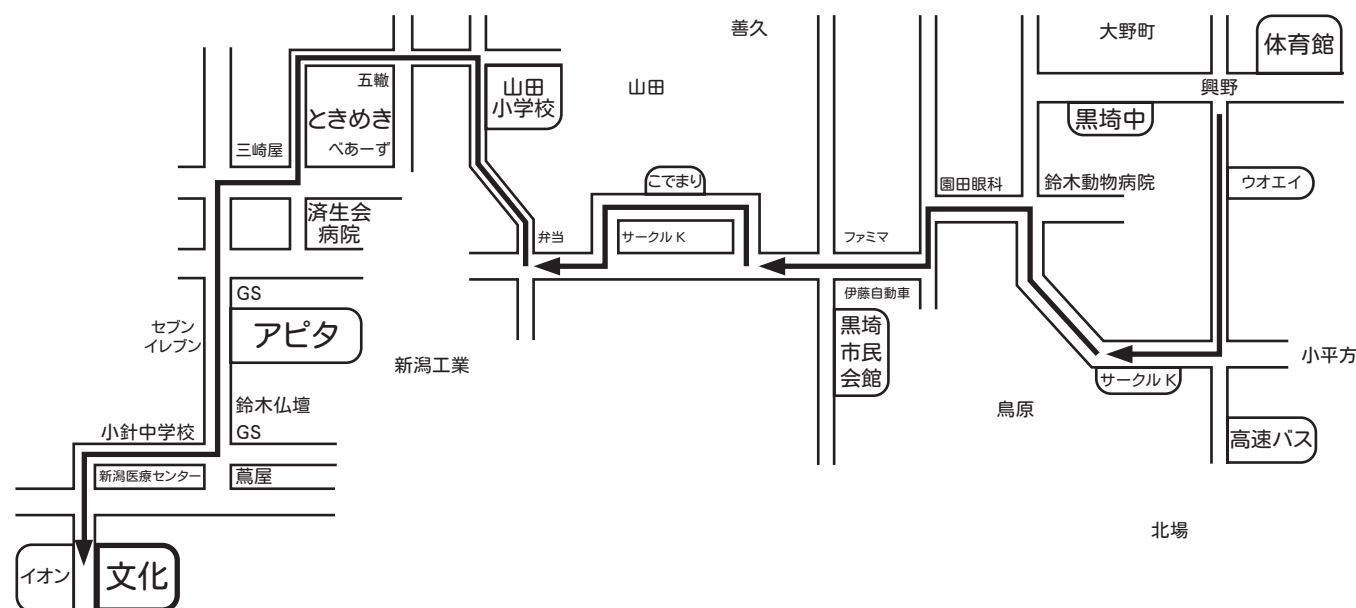 善久
大野町
体育館
五轍
山田
小学校
山田
興野
ときめき
べあーず
黒埼中
三崎屋
こでまり
園田眼科
鈴木動物病院
ウオエイ
済生会
病院
弁当
サークル K
ファミマ
GS
伊藤自動車
セブン
イレブン
アピタ
黒埼
市民
会館
新潟工業
小平方
サークル K
鈴木仏壇
鳥原
小針中学校
GS
高速バス
新潟医療センター
蔦屋
北場
イオン
文化